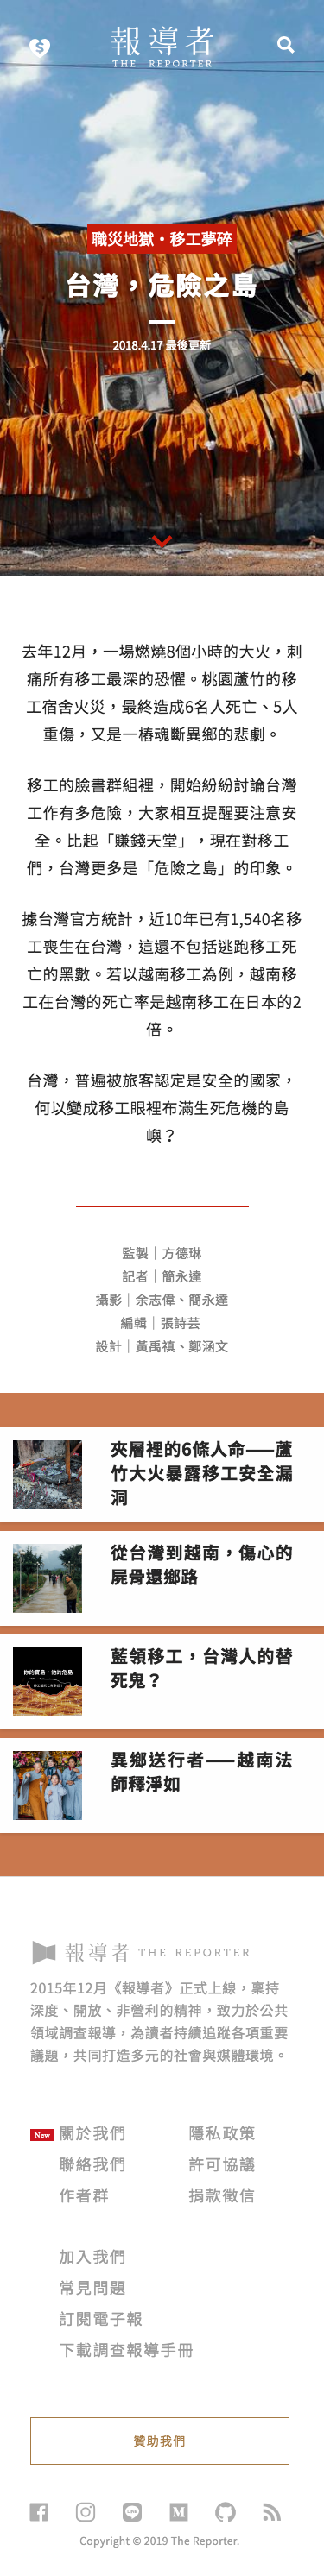 報導者
THE REPORTER
職災地獄・移工夢碎
台灣，危險之島
2018.4.17 最後更新
去年12月，一場燃燒8個小時的大火，刺
痛所有移工最深的恐懼。桃園蘆竹的移
工宿舍火災，最終造成6名人死亡、5人
重傷，又是一樁魂斷異鄉的悲劇。
移工的臉書群組裡，開始紛紛討論台灣
工作有多危險，大家相互提醒要注意安
全。比起「賺錢天堂」，現在對移工
們，台灣更多是「危險之島」的印象。
據台灣官方統計，近10年已有1,540名移
工喪生在台灣，這還不包括逃跑移工死
亡的黑數。若以越南移工為例，越南移
工在台灣的死亡率是越南移工在日本的2
倍。
台灣，普遍被旅客認定是安全的國家，
何以變成移工眼裡布滿生死危機的島
嶼？
監製｜方德琳
記者｜簡永達
攝影｜余志偉、簡永達
編輯｜張詩芸
設計｜黃禹禛、鄭涵文
夾層裡的6條人命——蘆
竹大火暴露移工安全漏
洞
從台灣到越南，傷心的
屍骨還鄉路
你的寶島，他的危島
藍領移工，台灣人的替
死鬼？
異鄉送行者——越南法
師釋淨如
報導者 THE REPORTER
2015年12月《報導者》正式上線，稟持
深度、開放、非營利的精神，致力於公共
領域調查報導，為讀者持續追蹤各項重要
議題，共同打造多元的社會與媒體環境。
New 關於我們 隱私政策
聯絡我們 許可協議
作者群 捐款徵信
加入我們
常見問題
訂閱電子報
下載調查報導手冊
贊助我們
Copyright © 2019 The Reporter.